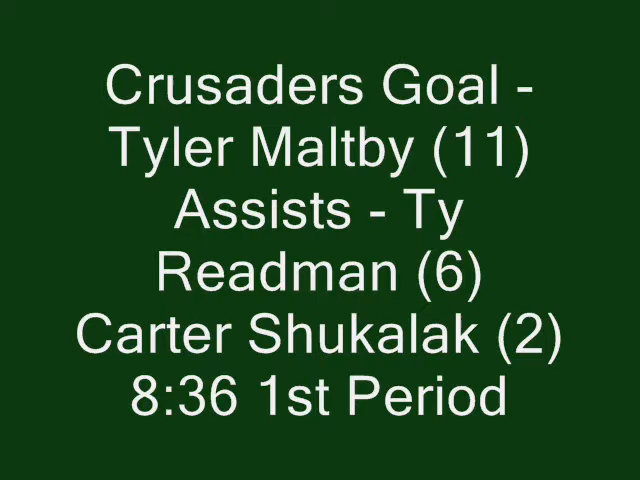 Crusaders Goal -
Tyler Maltby (11)
Assists - Ty
Readman (6)
Carter Shukalak (2)
8:36 1st Period